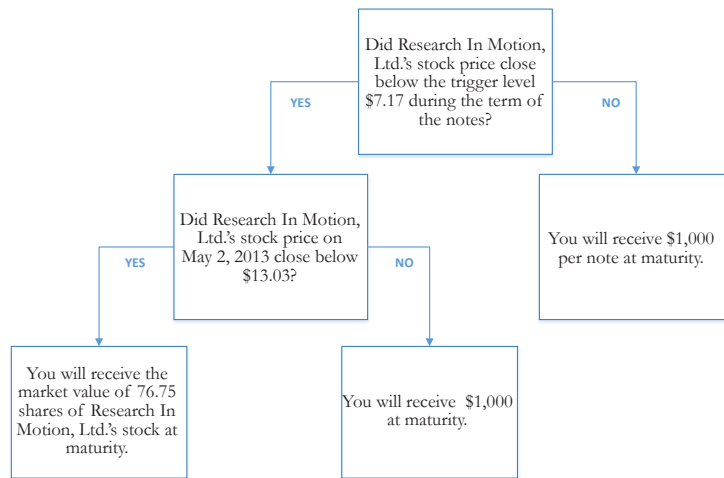 Did Research In Motion,
Ltd.'s stock price close
below the trigger level
$7.17 during the term of
the notes?
YES
NO
Did Research In Motion,
Ltd.'s stock price on
May 2, 2013 close below
$13.03?
You will receive $1,000
per note at maturity.
YES
NO
You will receive the
market value of 76.75
shares of Research In
Motion, Ltd.'s stock at
maturity.
You will receive $1,000
at maturity.